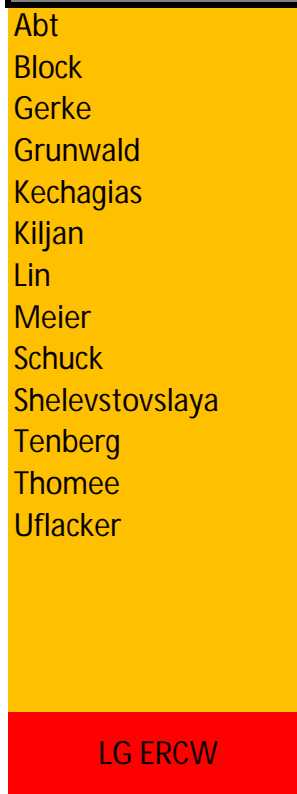 Abt
Block
Gerke
Grunwald
Kechagias
Kiljan
Lin
Meier
Schuck
Shelevstovslaya
Tenberg
Thomee
Uflacker
LG ERCW